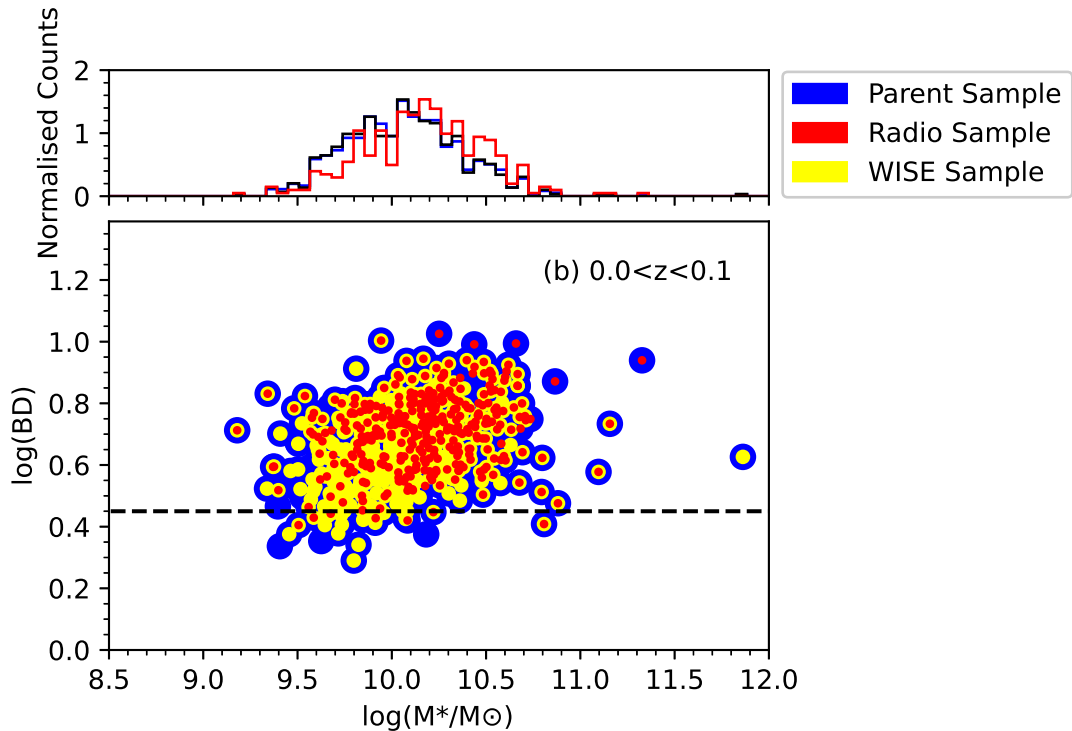 Normalised Counts
2
1
0
Parent Sample
Radio Sample
WISE Sample
(b) 0.0<z<0.1
log(BD)
1.2
1.0
0.8
0.6
0.4
0.2
0.0
8.5 9.0 9.5 10.0 10.5 11.0 11.5 12.0
log(M*/M⊙)